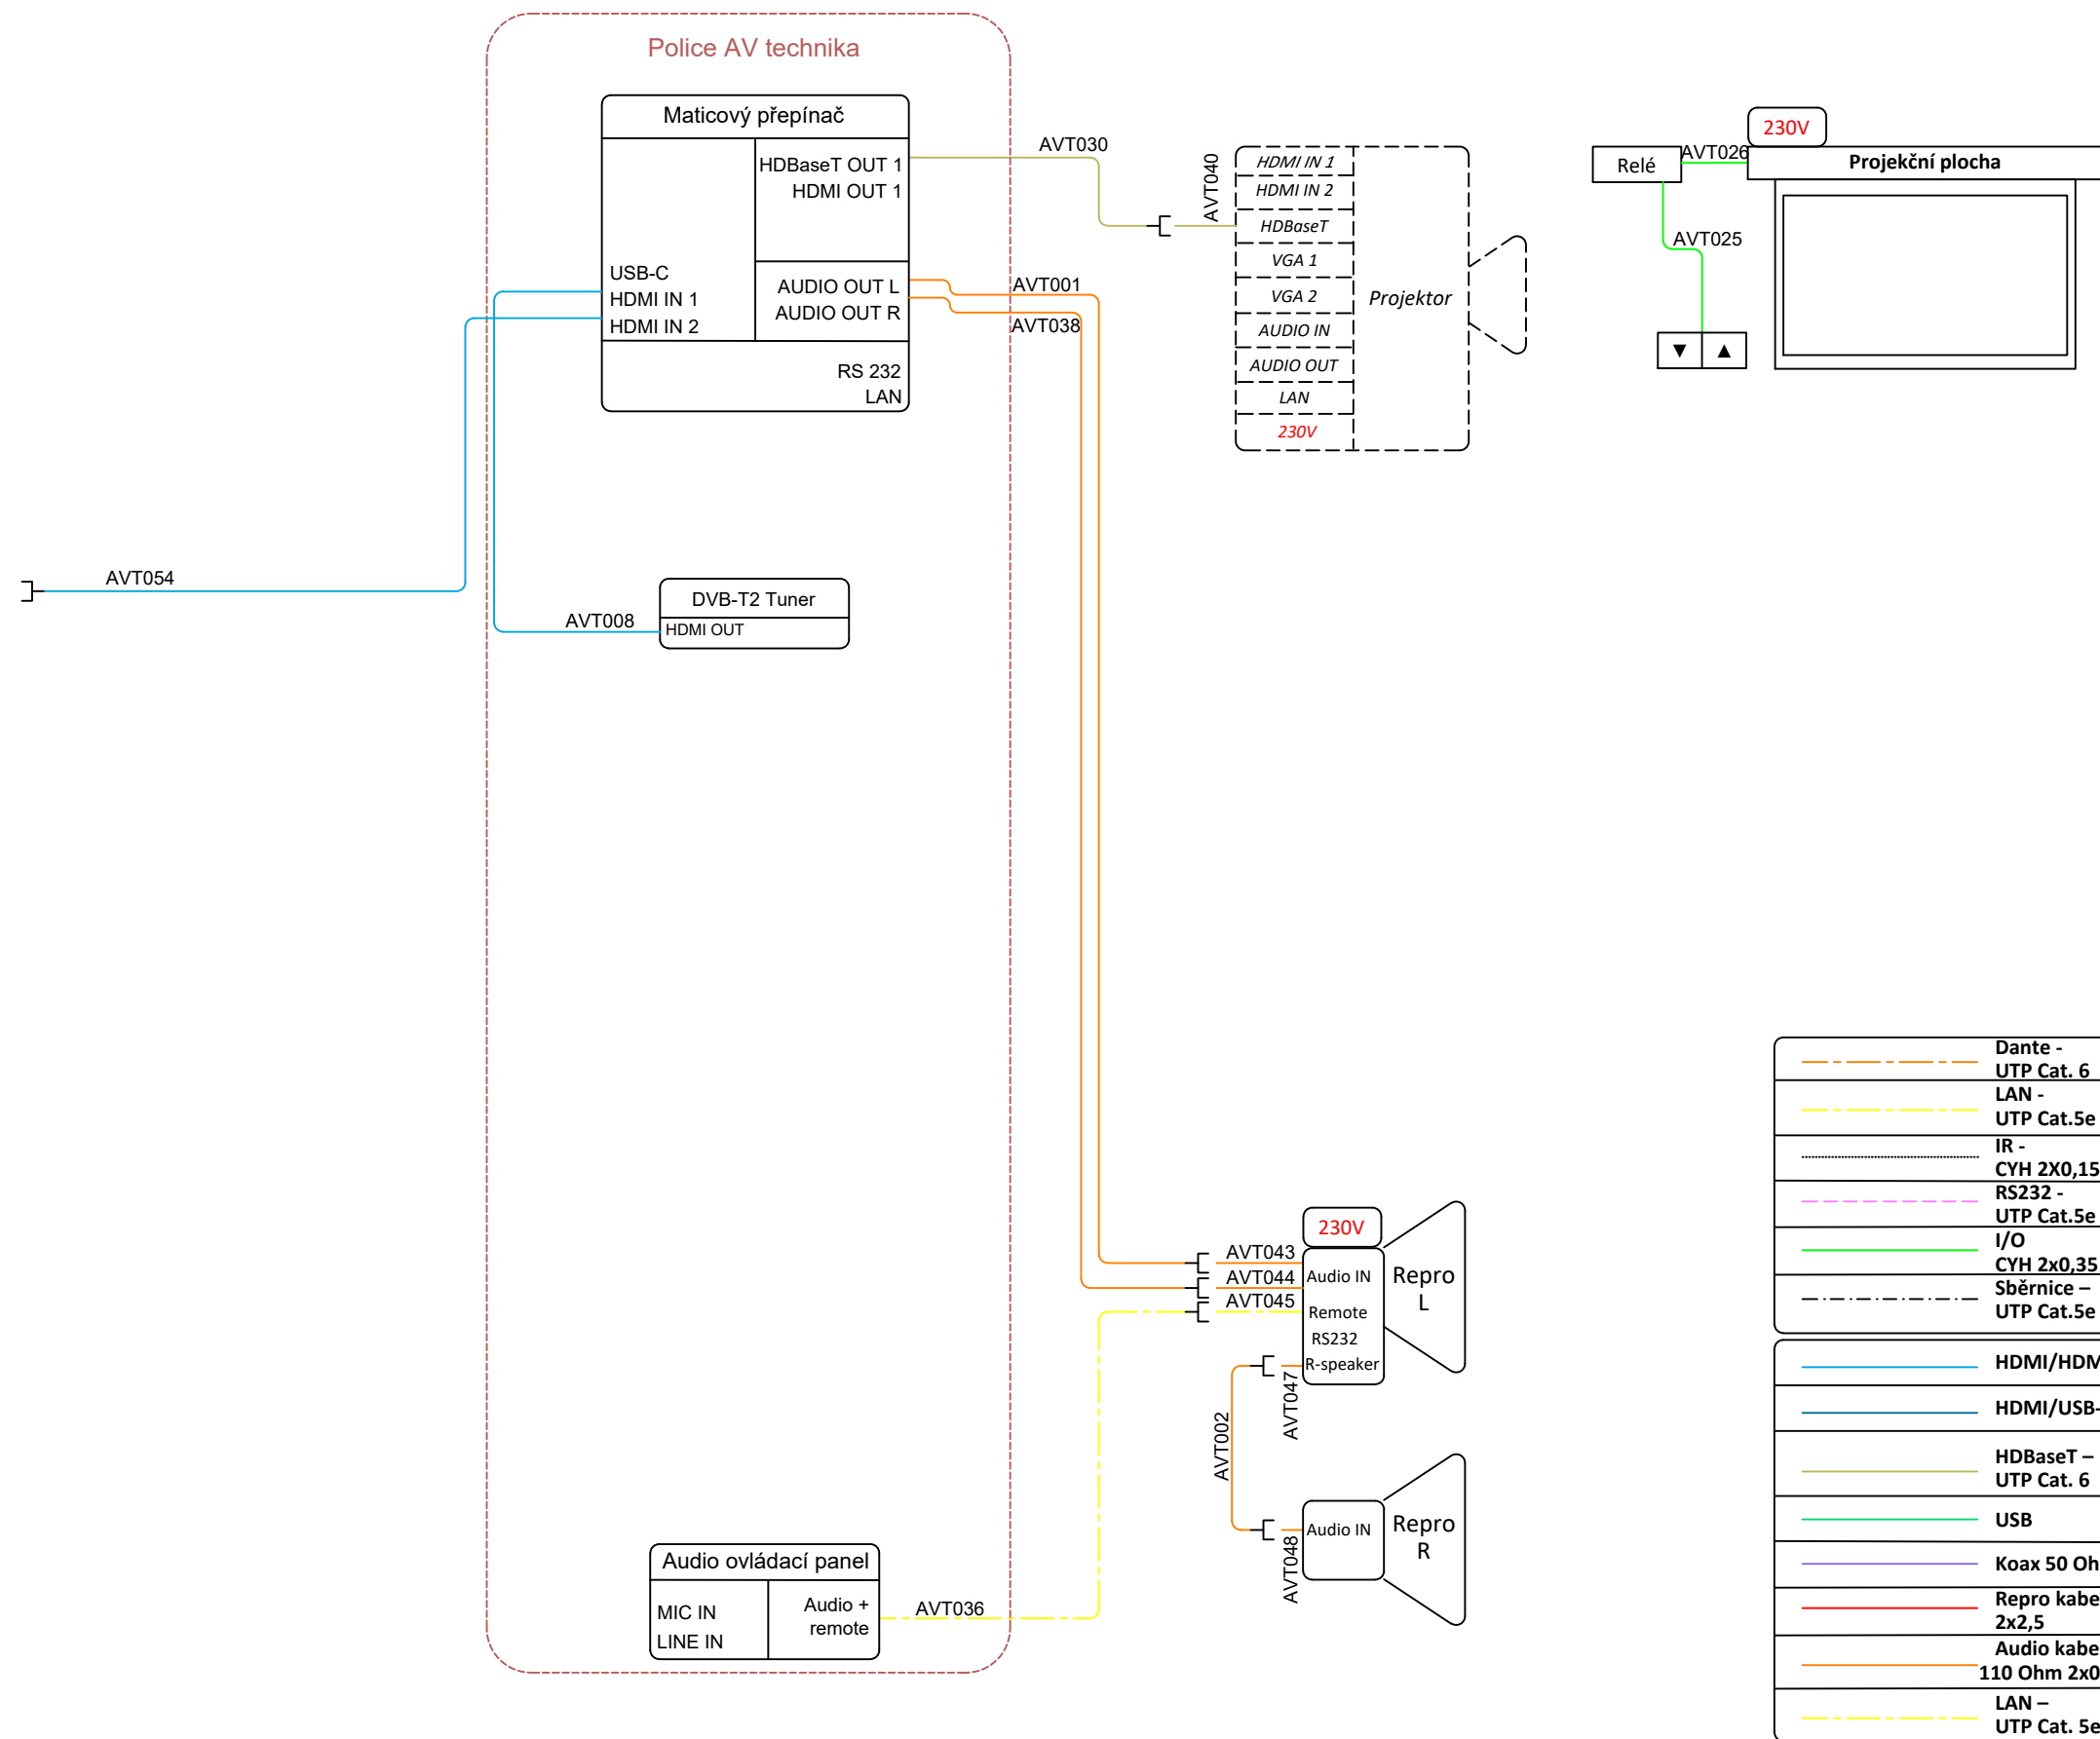 Police AV technika
Maticový přepínač
HDBaseT OUT 1
HDMI OUT 1
USB-C
HDMI IN 1
HDMI IN 2
AUDIO OUT L
AUDIO OUT R
RS 232
LAN
AVT030
AVT040
AVT001
AVT038
HDMI IN 1
HDMI IN 2
HDBaseT
VGA 1
VGA 2
AUDIO IN
AUDIO OUT
LAN
230V
Projektor
230V
Relé
AVT026
Projekční plocha
AVT025
▼ ▲
AVT054
AVT008
DVB-T2 Tuner
HDMI OUT
230V
AVT043
AVT044
AVT045
Audio IN
Remote
RS232
R-speaker
Repro
L
AVT047
AVT002
AVT048
Audio IN
Repro
R
Audio ovládací panel
MIC IN
LINE IN
Audio +
remote
AVT036
Dante -
UTP Cat. 6
LAN -
UTP Cat.5e
IR -
CYH 2X0,15
RS232 -
UTP Cat.5e
I/O
CYH 2x0,35
Sběrnice –
UTP Cat.5e
HDMI/HDM
HDMI/USB-
HDBaseT –
UTP Cat. 6
USB
Koax 50 Oh
Repro kabe
2x2,5
Audio kabe
110 Ohm 2x0
LAN –
UTP Cat. 5e